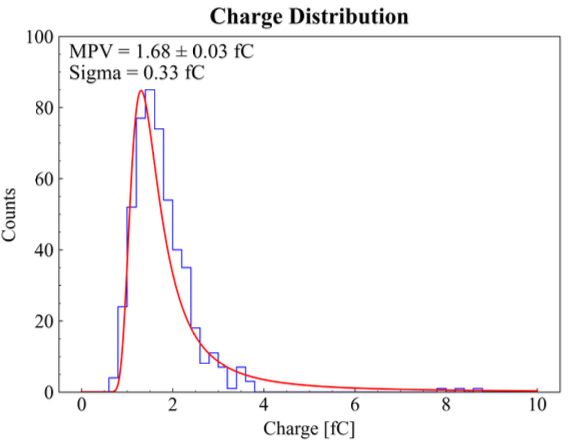 Charge Distribution
MPV = 1.68 ± 0.03 fC
Sigma = 0.33 fC
100
80
60
40
20
0
Counts
0 2 4 6 8 10
Charge [fC]